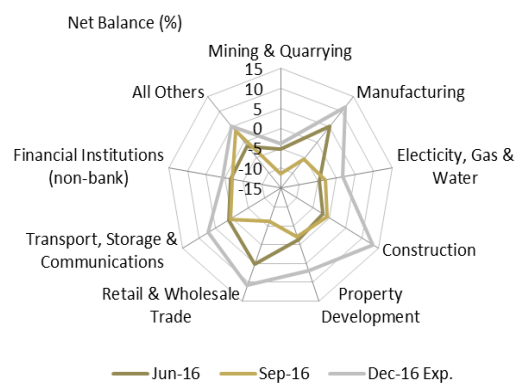 Net Balance (%)
Mining & Quarrying
15
10
5
0
-5
-10
-15
Manufacturing
Electicity, Gas &
Water
Construction
Property
Development
Retail & Wholesale
Trade
Transport, Storage &
Communications
Financial Institutions
(non-bank)
All Others
Jun-16
Sep-16
Dec-16 Exp.